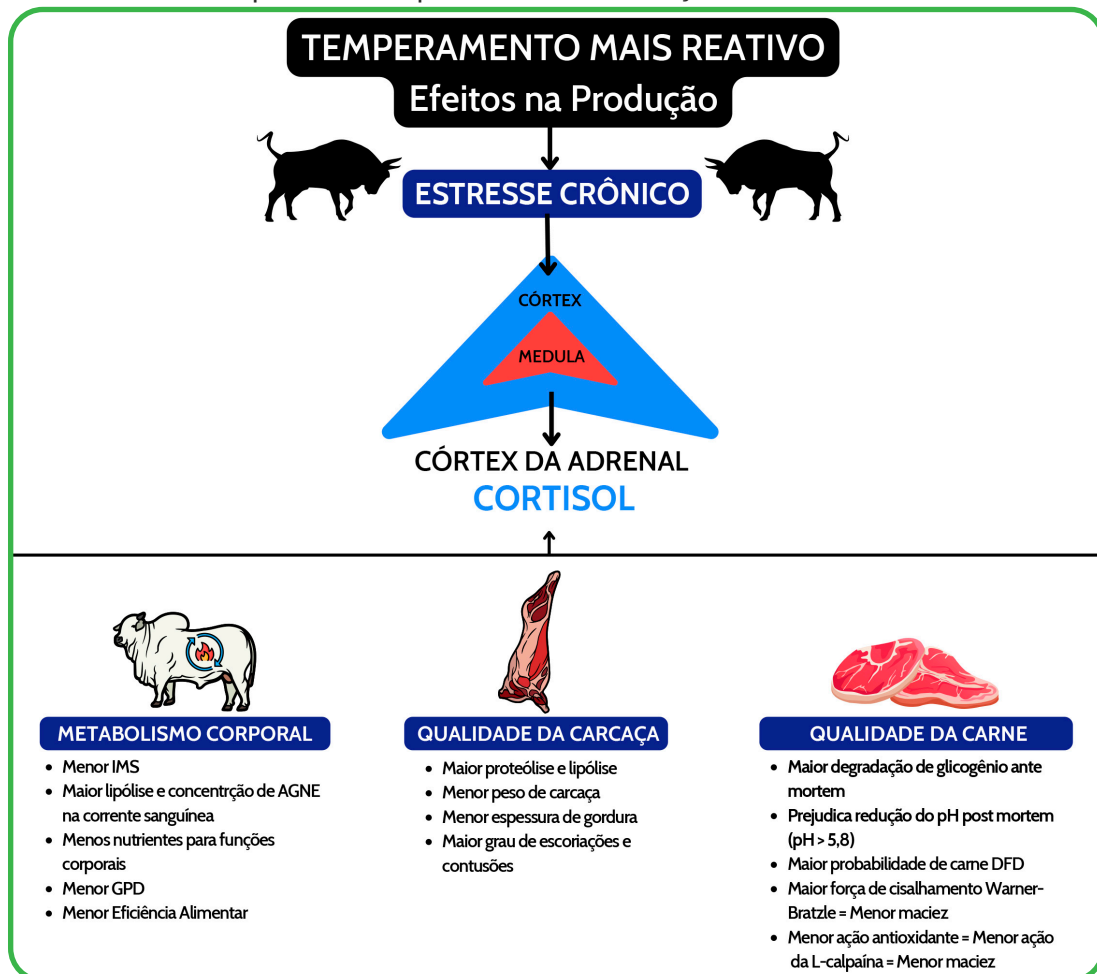 TEMPERAMENTO MAIS REATIVO
Efeitos na Produção
ESTRESSE CRÔNICO
CÓRTEX
MEDULA
CÓRTEX DA ADRENAL
CORTISOL
METABOLISMO CORPORAL
• Menor IMS
• Maior lipólise e concentrção de AGNE
na corrente sanguínea
• Menos nutrientes para funções
corporais
• Menor GPD
• Menor Eficiência Alimentar
QUALIDADE DA CARCAÇA
• Maior proteólise e lipólise
• Menor peso de carcaça
• Menor espessura de gordura
• Maior grau de escoriações e
contusões
QUALIDADE DA CARNE
• Maior degradação de glicogênio ante
mortem
• Prejudica redução do pH post mortem
(pH > 5,8)
• Maior probabilidade de carne DFD
• Maior força de cisalhamento Warner-
Bratzle = Menor maciez
• Menor ação antioxidante = Menor ação
da L-calpaína = Menor maciez